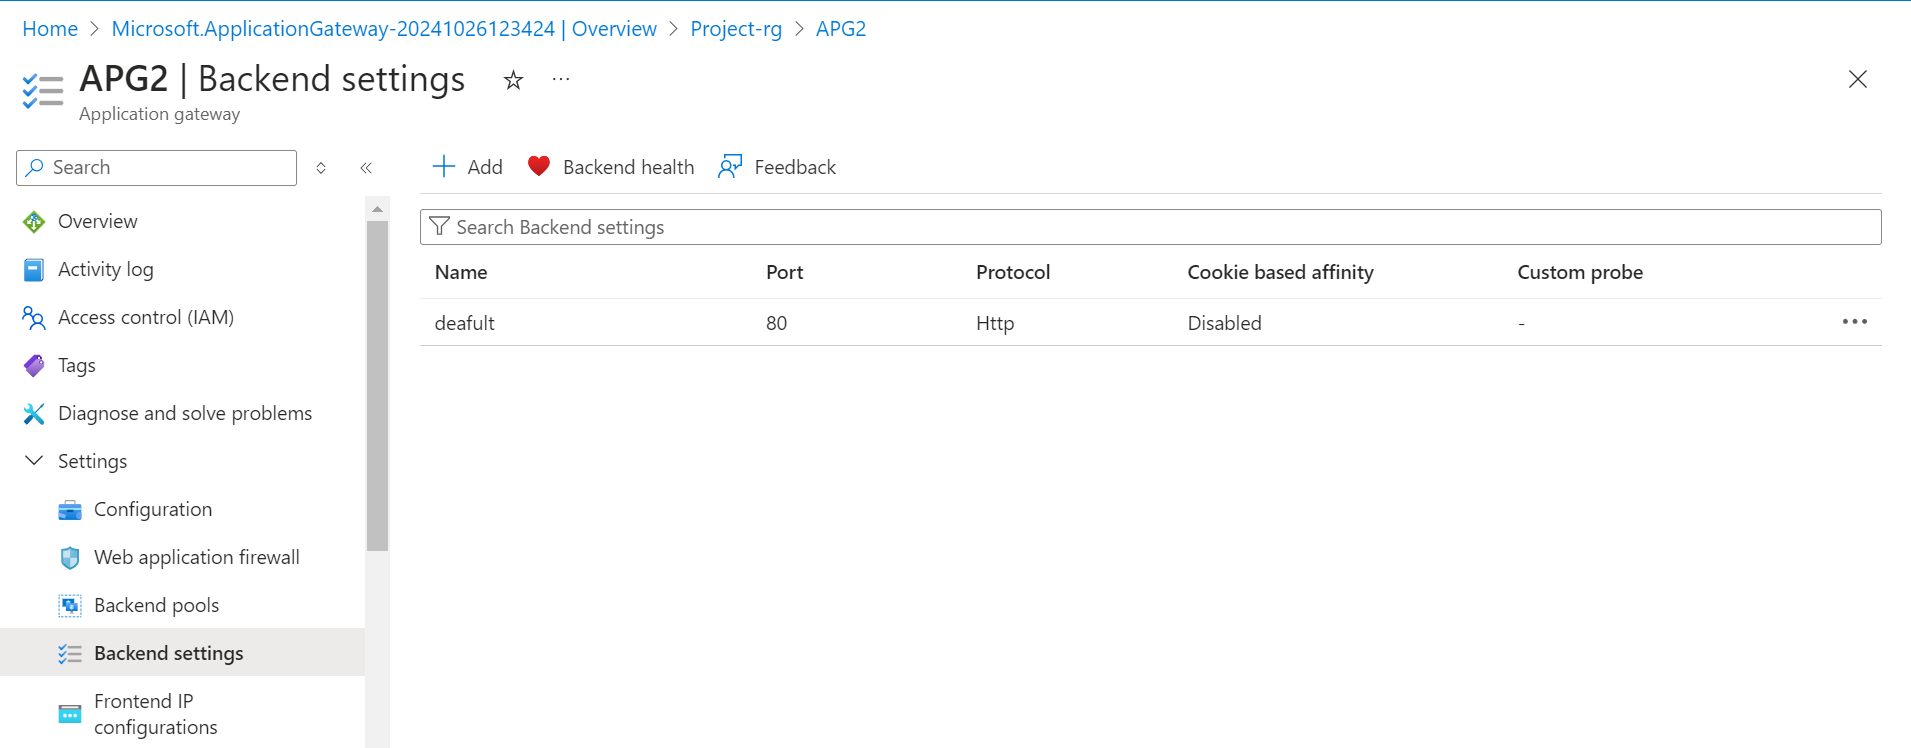 Home > Microsoft.ApplicationGateway-20241026123424 | Overview > Project-rg > APG2
APG2 | Backend settings
Application gateway
Search
Overview
Activity log
Access control (IAM)
Tags
Diagnose and solve problems
Settings
Configuration
Web application firewall
Backend pools
Backend settings
Frontend IP
configurations
Add Backend health Feedback
Search Backend settings
Name Port Protocol Cookie based affinity Custom probe
deafult 80 Http Disabled -